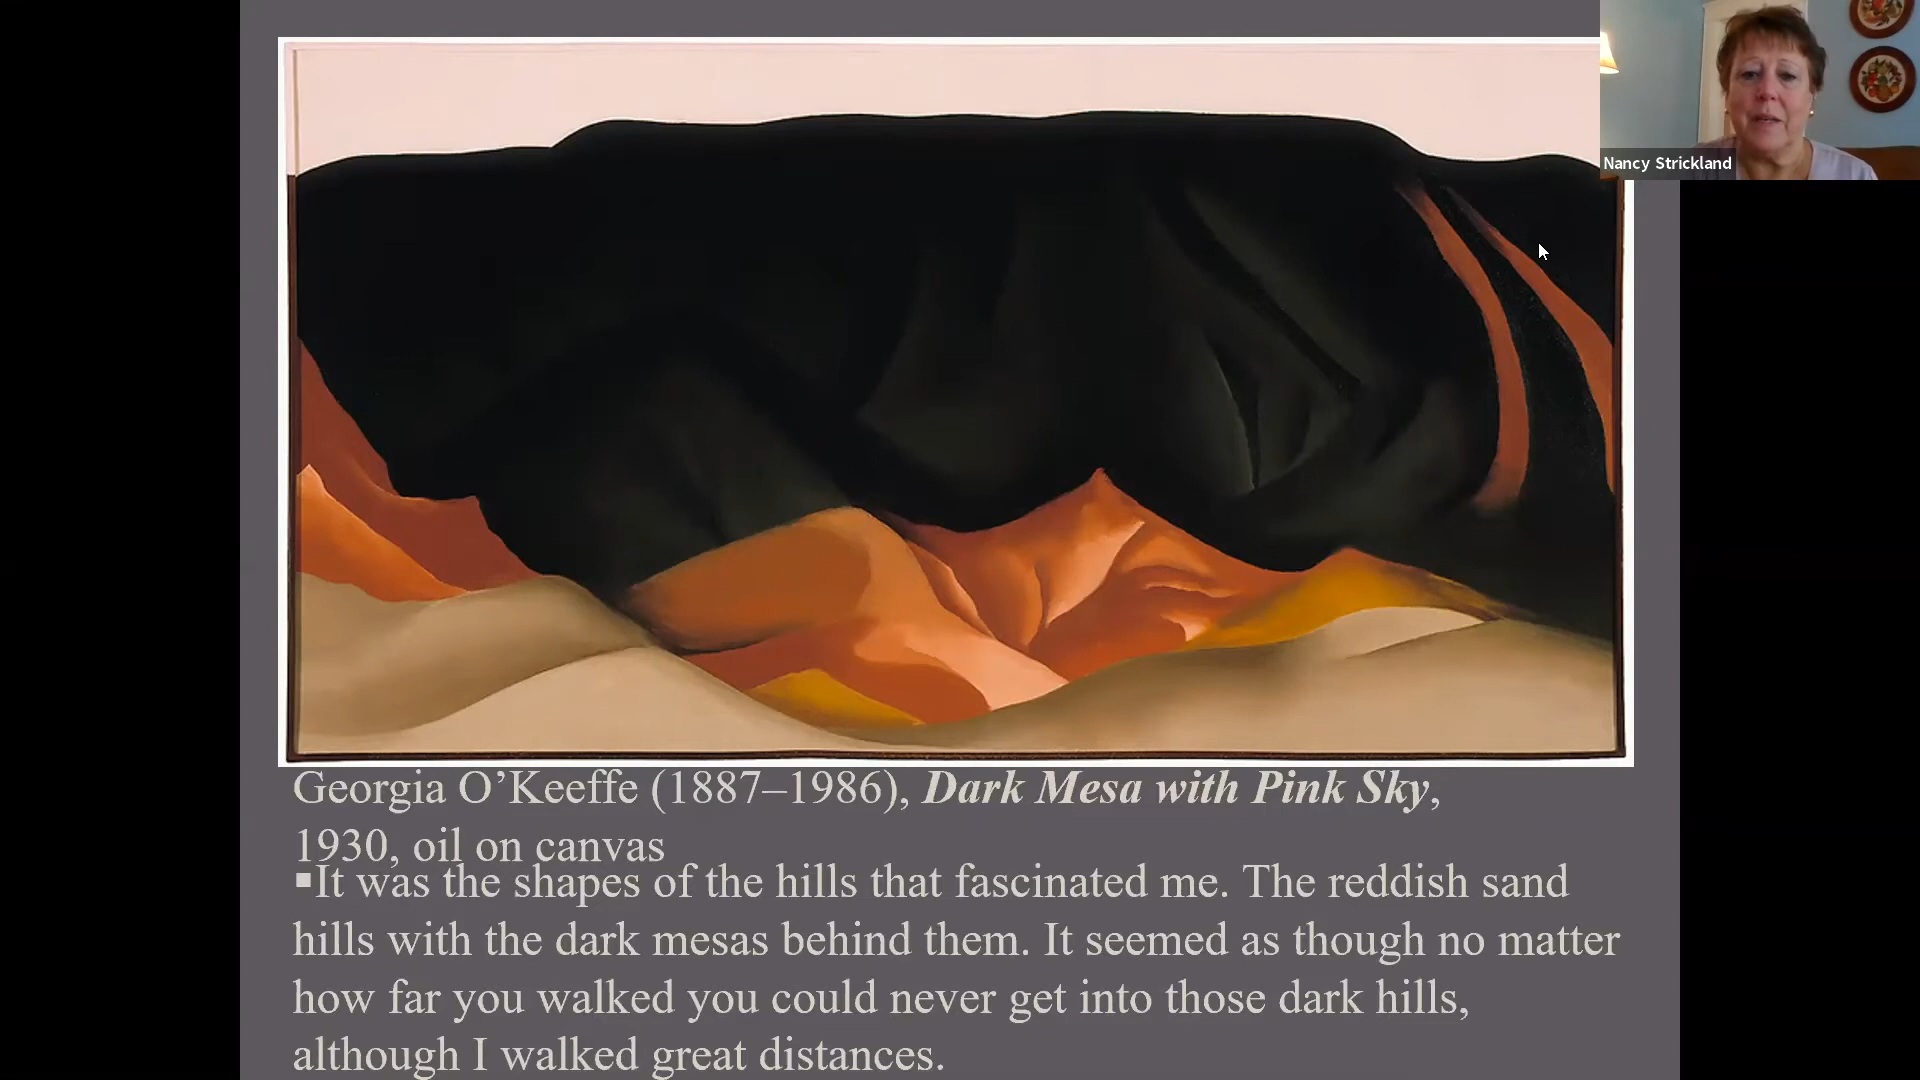 Nancy Strickland
Georgia O’Keeffe (1887–1986), Dark Mesa with Pink Sky,
1930, oil on canvas
▪It was the shapes of the hills that fascinated me. The reddish sand
hills with the dark mesas behind them. It seemed as though no matter
how far you walked you could never get into those dark hills,
although I walked great distances.